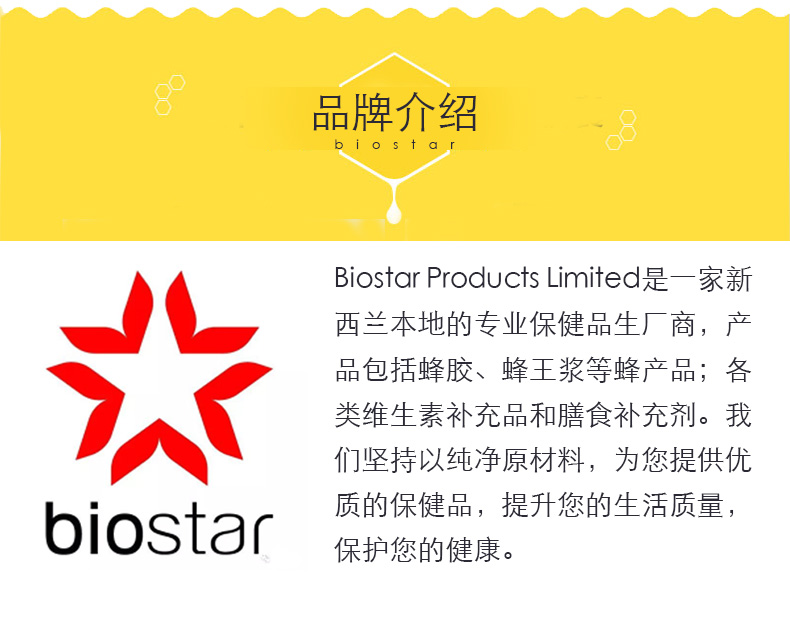 品牌介绍
biostar
Biostar Products Limited是一家新
西兰本地的专业保健品生厂商，产
品包括蜂胶、蜂王浆等蜂产品；各
类维生素补充品和膳食补充剂。我
们坚持以纯净原材料，为您提供优
质的保健品，提升您的生活质量，
保护您的健康。
biostar